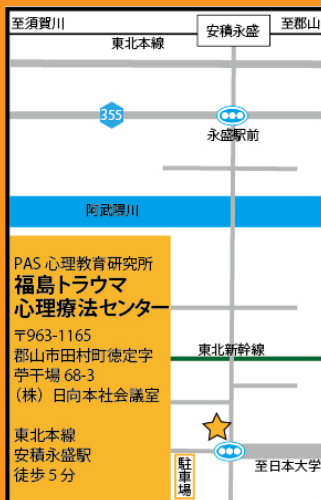 至須賀川
安積永盛
至郡山
東北本線
355
永盛駅前
阿武隈川
PAS 心理教育研究所
福島トラウマ
心理療法センター
〒963-1165
郡山市田村町徳定字
苧干場 68-3
（株）日向本社会議室
東北本線
安積永盛駅
徒歩 5 分
東北新幹線
至日本大学
駐車場